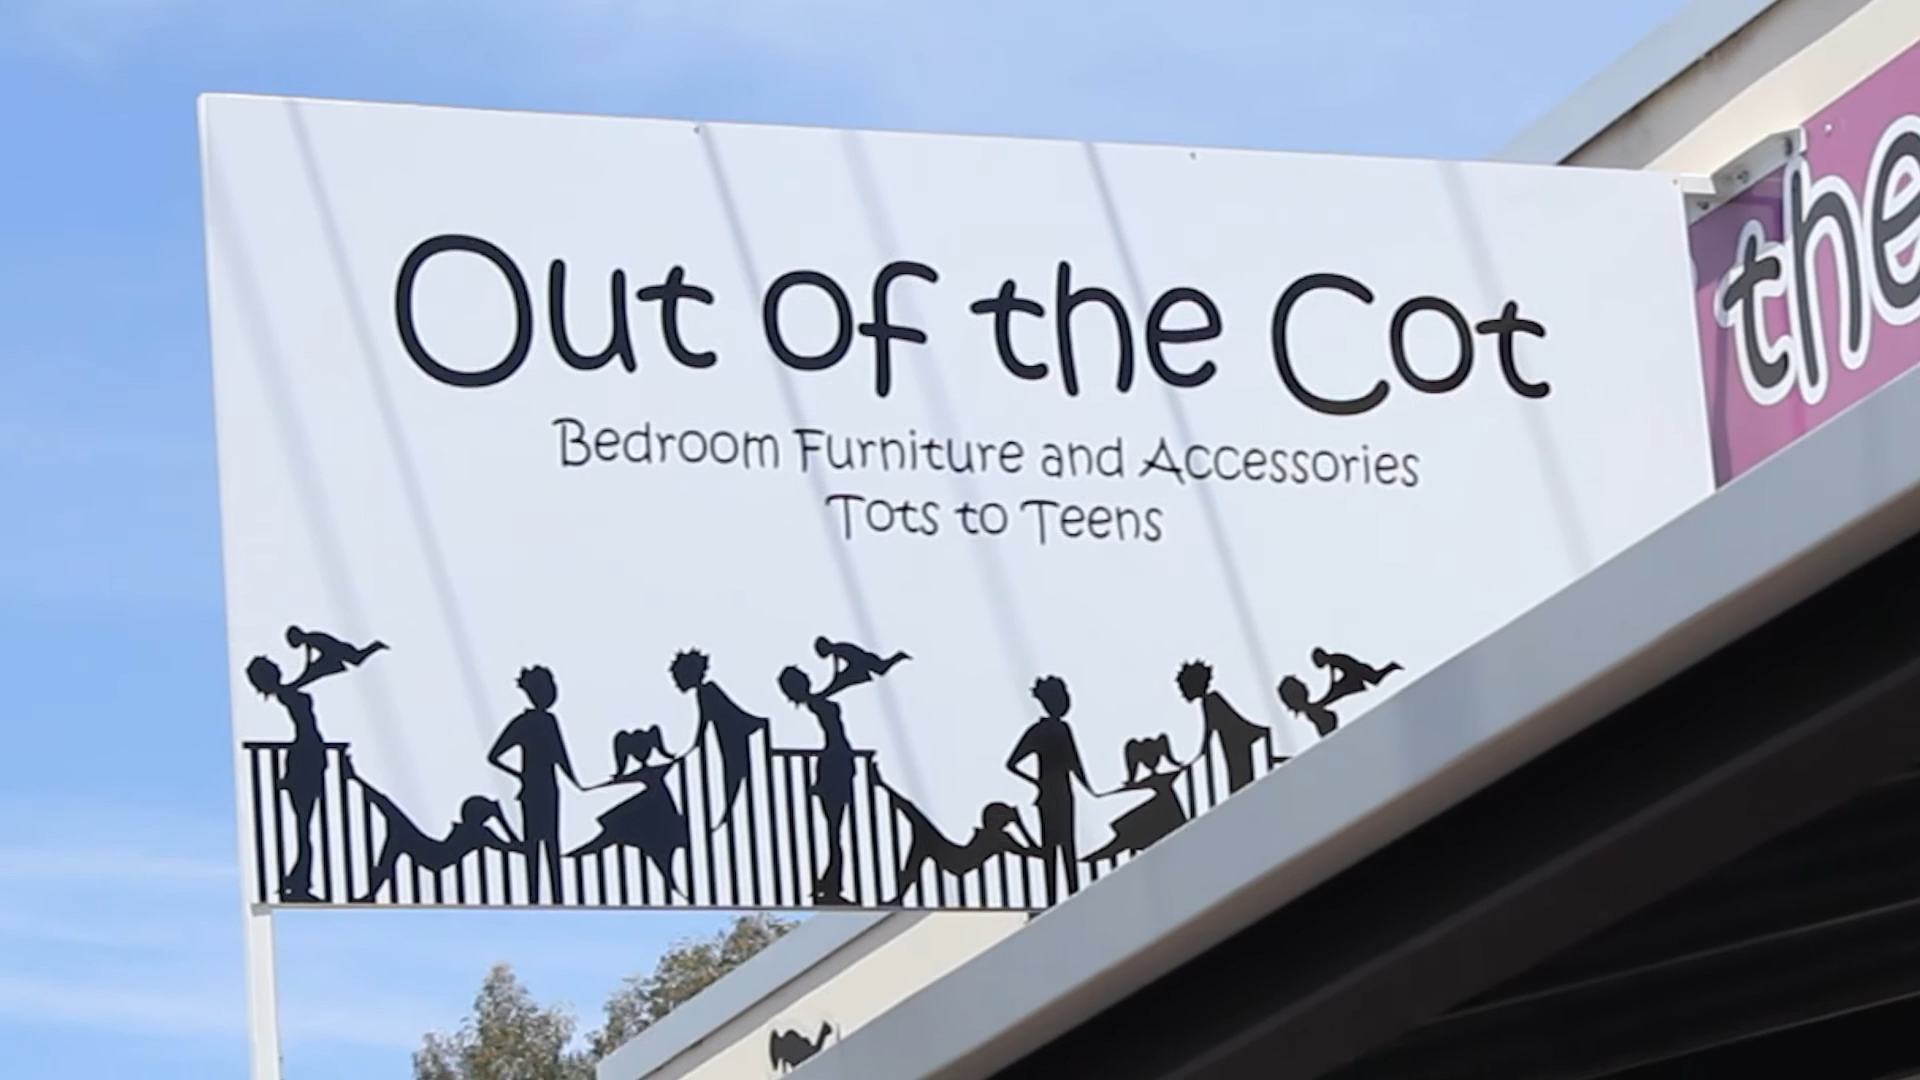 Out of the Cot
Bedroom Furniture and Accessories
Tots to Teens
the